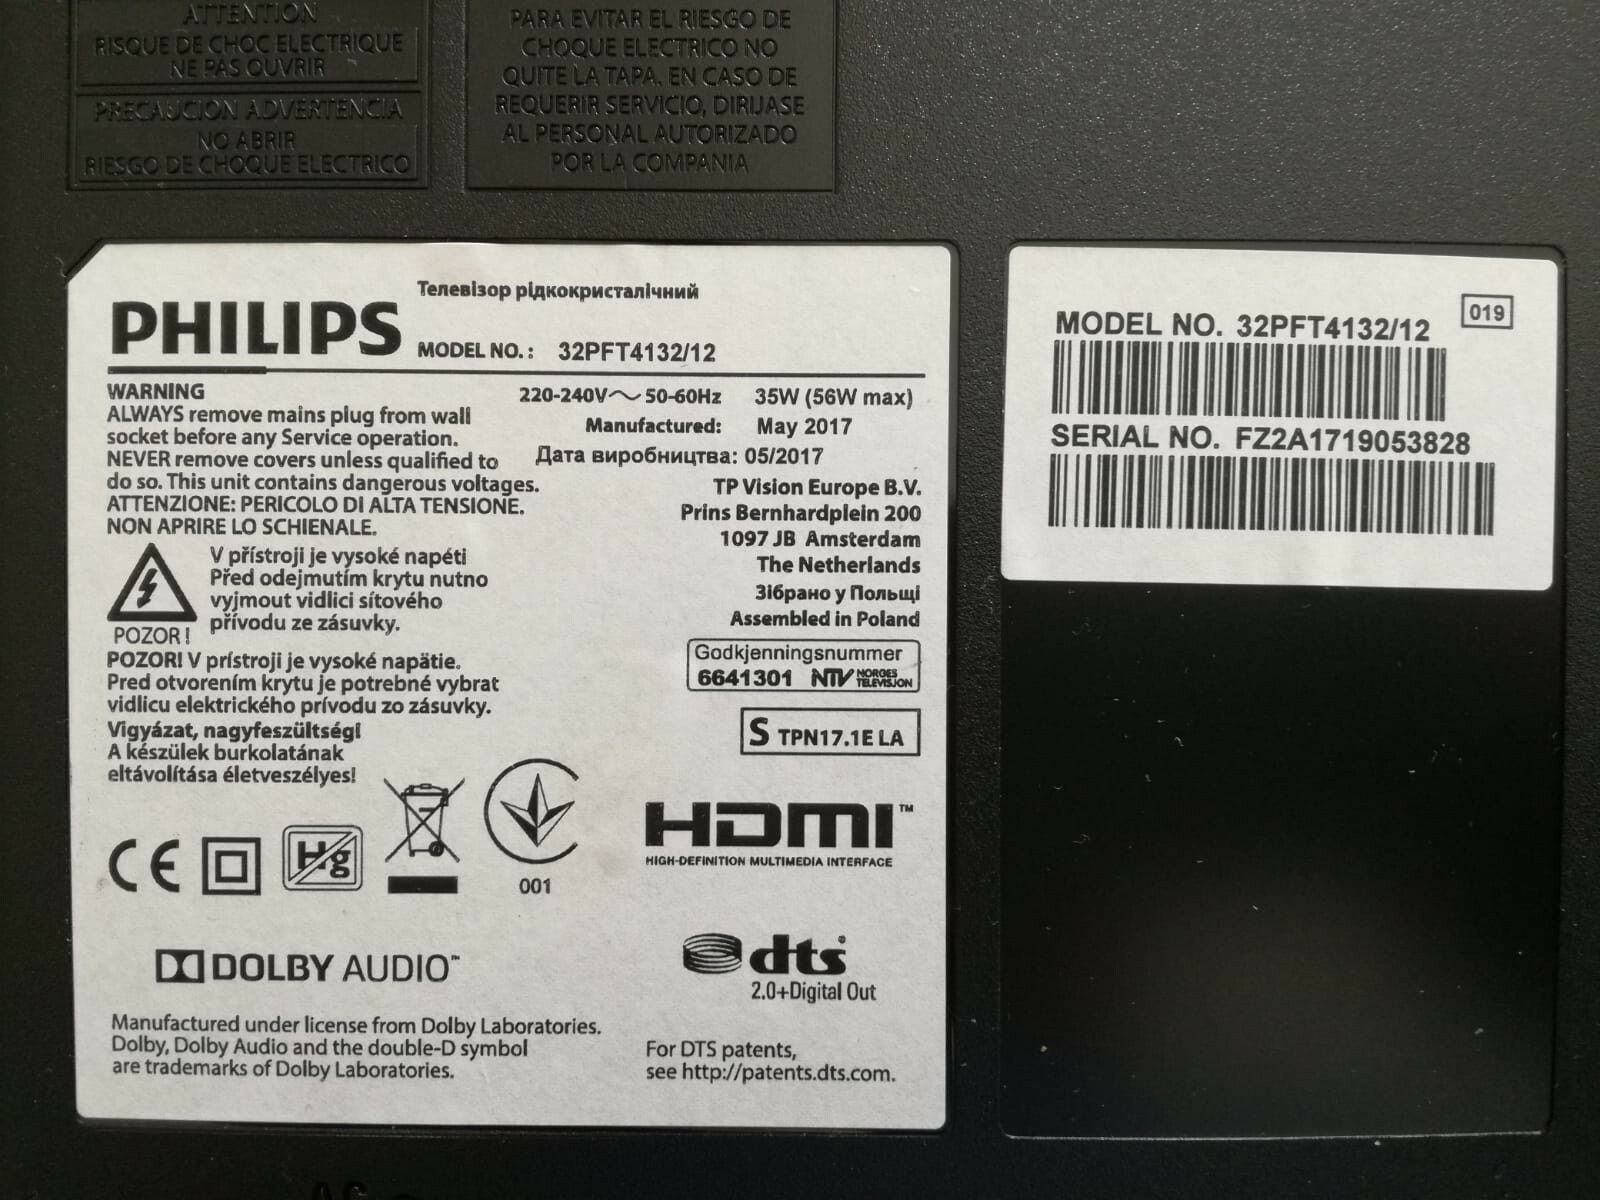 ATTENTION
RISQUE DE CHOC ELECTRIQUE
NE PAS OUVRIR
PRECAUCION ADVERTENCIA
NO ABRIR
RIESGO DE CHOQUE ELECTRICO
PARA EVITAR EL RIESGO DE
CHOQUE ELECTRICO NO
QUITE LA TAPA. EN CASO DE
REQUERIR SERVICIO, DIRIJASE
AL PERSONAL AUTORIZADO
POR LA COMPANIA
Телевізор рідкокристалічний
PHILIPS
MODEL NO.: 32PFT4132/12
WARNING
ALWAYS remove mains plug from wall
socket before any Service operation.
NEVER remove covers unless qualified to
do so. This unit contains dangerous voltages.
ATTENZIONE: PERICOLO DI ALTA TENSIONE.
NON APRIRE LO SCHIENALE.
V přístroji je vysoké napéti
Před odejmutím krytu nutno
vyjmout vidlici sítového
přívodu ze zásuvky.
POZOR!
POZOR! V prístroji je vysoké napätie.
Pred otvorením krytu je potrebné vybrat
vidlicu elektrického prívodu zo zásuvky.
Vigyázat, nagyfeszültségi
A készülek burkolatának
eltávolítása életveszélyes!
220-240V～ 50-60Hz 35W (56W max)
Manufactured: May 2017
Дата виробництва: 05/2017
TP Vision Europe B.V.
Prins Bernhardplein 200
1097 JB Amsterdam
The Netherlands
Зібрано у Польщі
Assembled in Poland
Godkjenningsnummer
6641301 NTV NORGES TELEVISJON
S TPN17.1E LA
CE
Hg
001
HDMI™
HIGH-DEFINITION MULTIMEDIA INTERFACE
DOLBY AUDIO™
dts
2.0+Digital Out
Manufactured under license from Dolby Laboratories.
Dolby, Dolby Audio and the double-D symbol
are trademarks of Dolby Laboratories.
For DTS patents,
see http://patents.dts.com.
019
MODEL NO. 32PFT4132/12
SERIAL NO. FZ2A1719053828